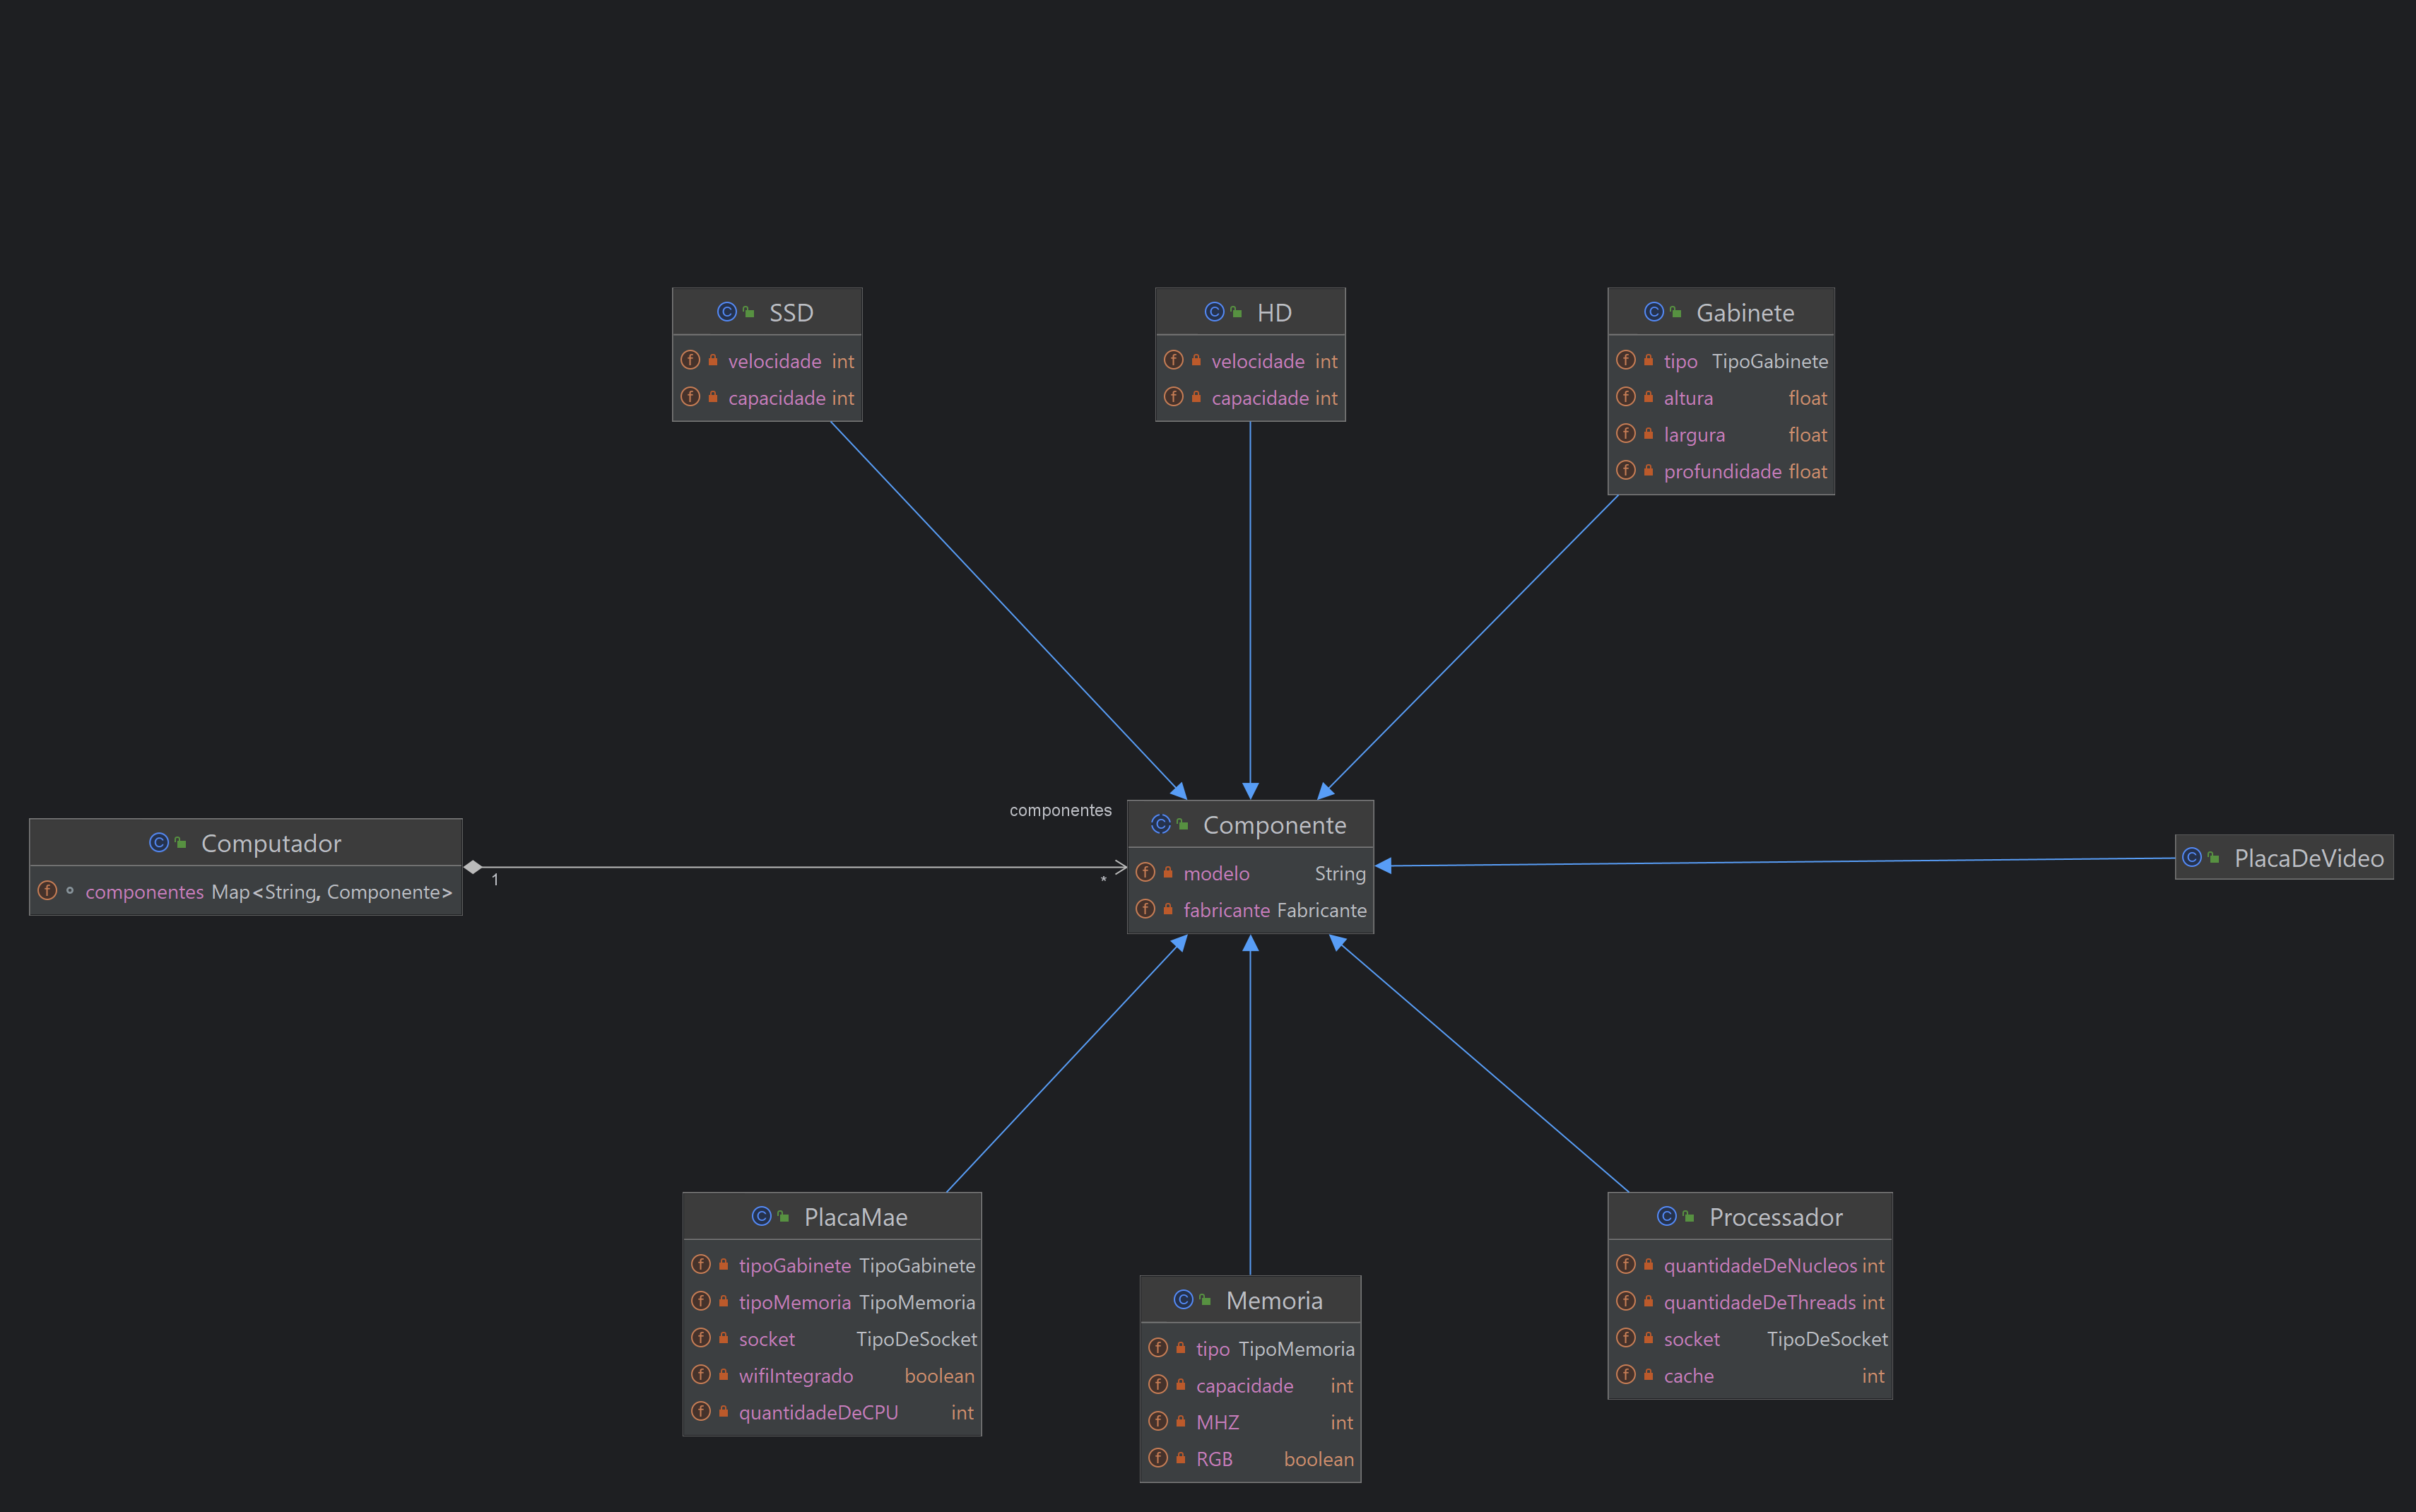 SSD
velocidade int
capacidade int
HD
velocidade int
capacidade int
Gabinete
tipo TipoGabinete
altura float
largura float
profundidade float
Computador
componentes Map<String, Componente>
1
componentes
*
Componente
modelo String
fabricante Fabricante
PlacaDeVideo
PlacaMae
tipoGabinete TipoGabinete
tipoMemoria TipoMemoria
socket TipoDeSocket
wifiIntegrado boolean
quantidadeDeCPU int
Memoria
tipo TipoMemoria
capacidade int
MHZ int
RGB boolean
Processador
quantidadeDeNucleos int
quantidadeDeThreads int
socket TipoDeSocket
cache int